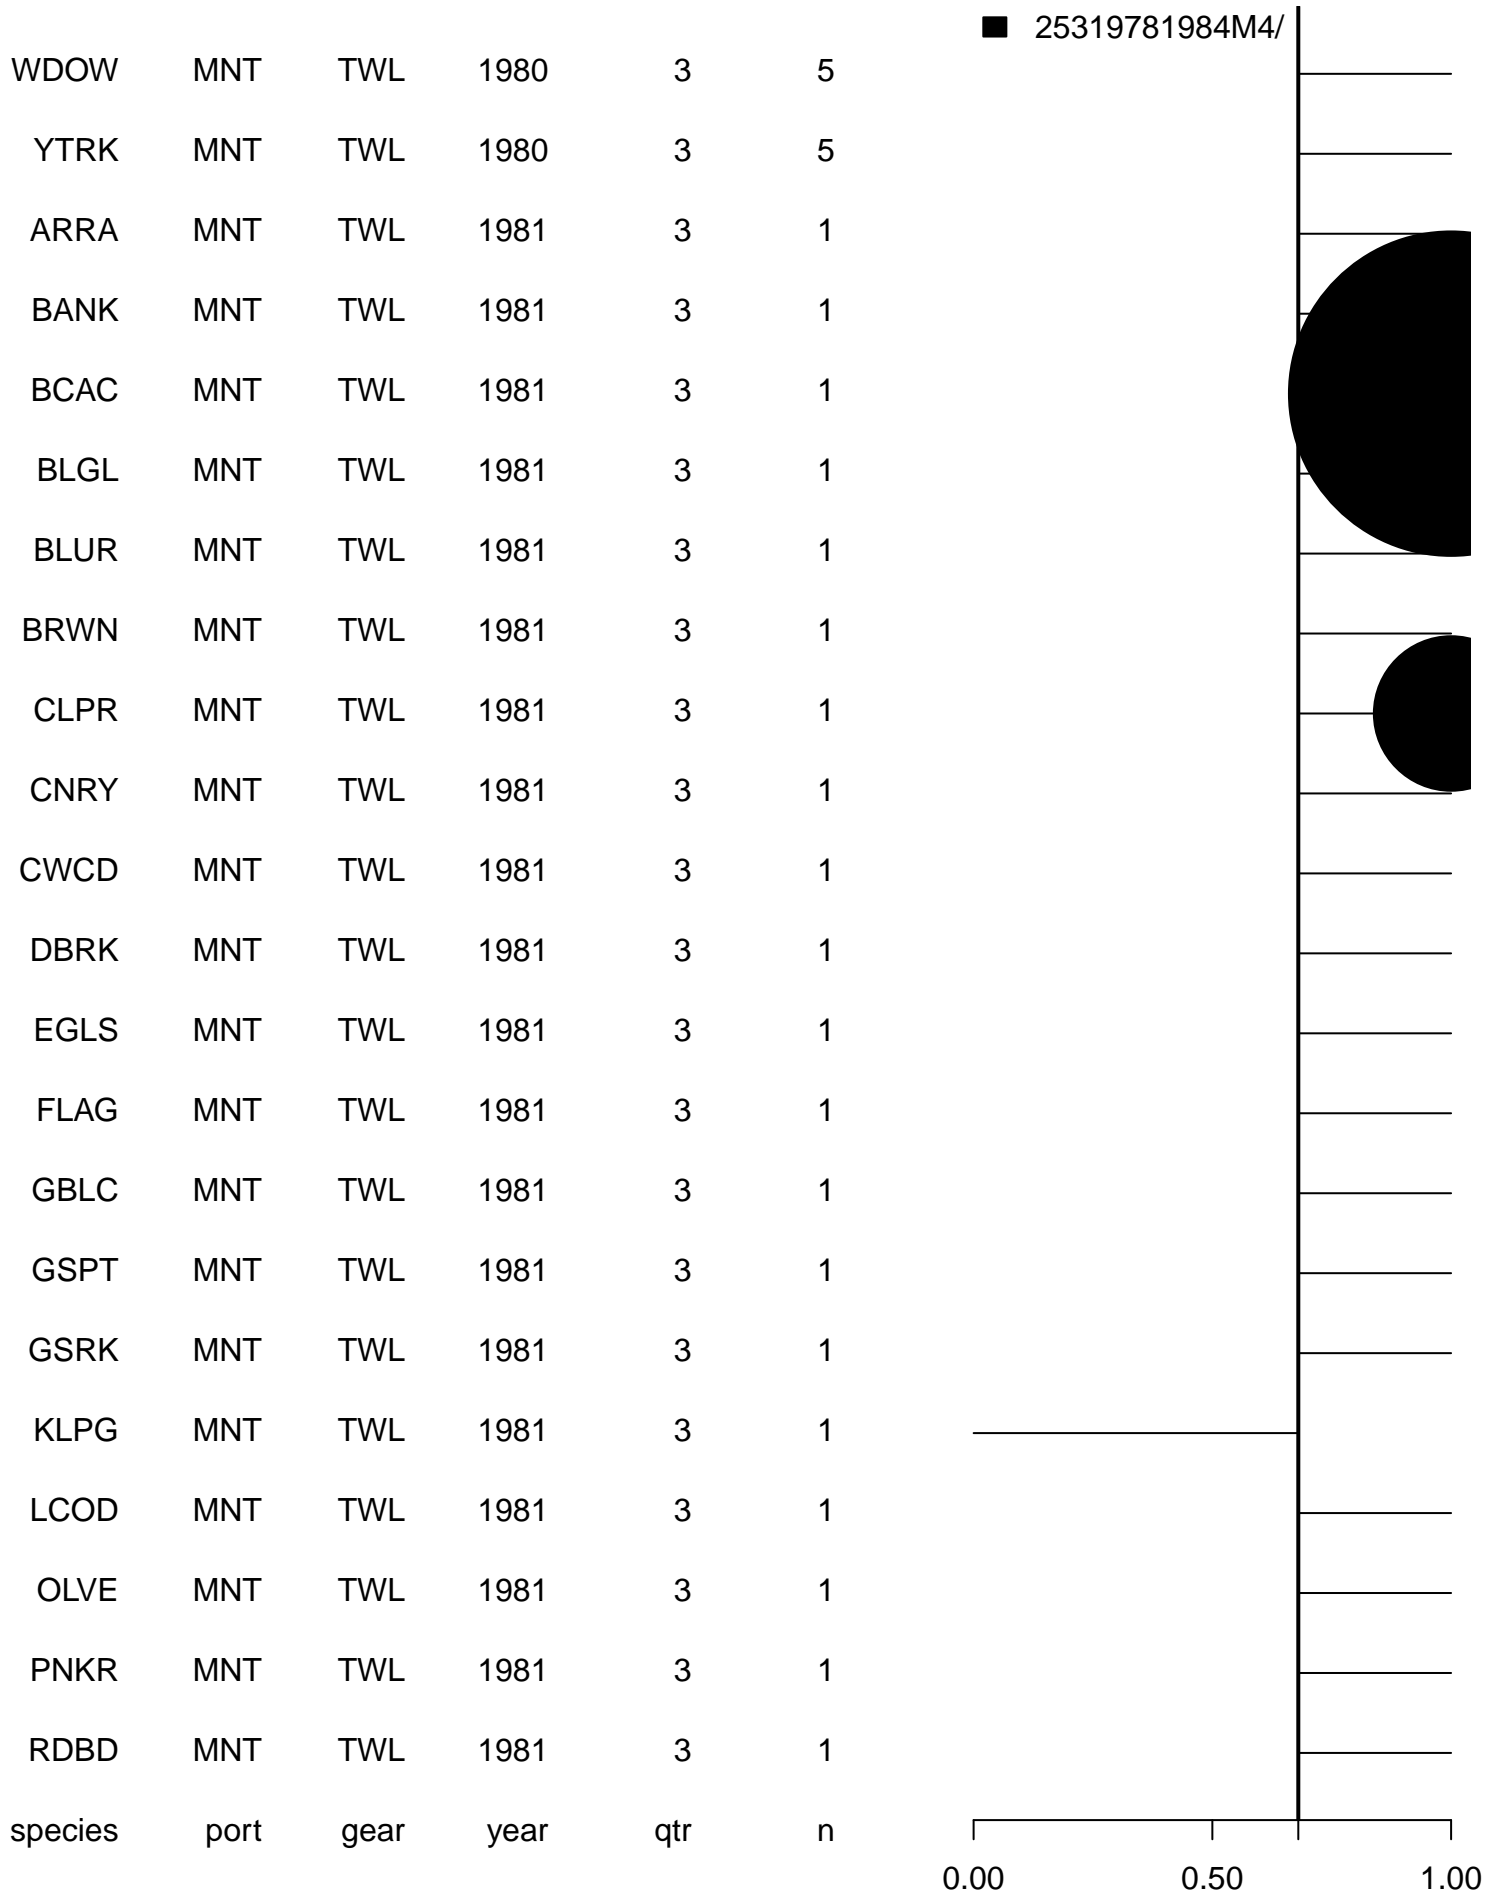 25319781984M4/
WDOW MNT TWL 1980 3 5
YTRK MNT TWL 1980 3 5
ARRA MNT TWL 1981 3 1
BANK MNT TWL 1981 3 1
BCAC MNT TWL 1981 3 1
BLGL MNT TWL 1981 3 1
BLUR MNT TWL 1981 3 1
BRWN MNT TWL 1981 3 1
CLPR MNT TWL 1981 3 1
CNRY MNT TWL 1981 3 1
CWCD MNT TWL 1981 3 1
DBRK MNT TWL 1981 3 1
EGLS MNT TWL 1981 3 1
FLAG MNT TWL 1981 3 1
GBLC MNT TWL 1981 3 1
GSPT MNT TWL 1981 3 1
GSRK MNT TWL 1981 3 1
KLPG MNT TWL 1981 3 1
LCOD MNT TWL 1981 3 1
OLVE MNT TWL 1981 3 1
PNKR MNT TWL 1981 3 1
RDBD MNT TWL 1981 3 1
species port gear year qtr n
0.00 0.50 1.00